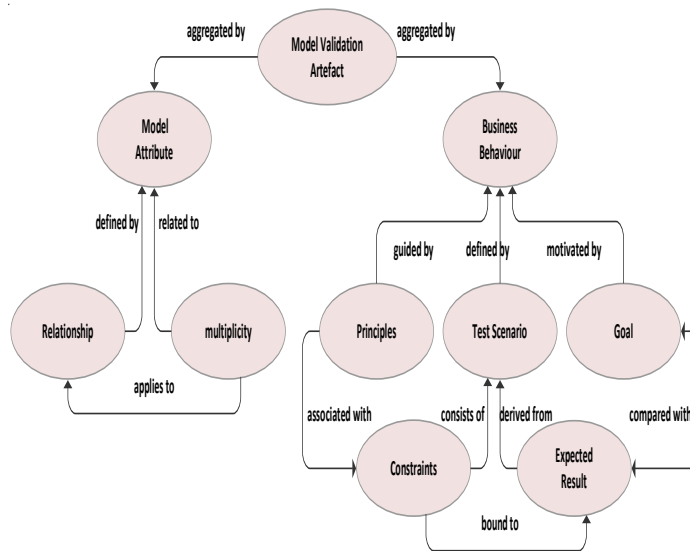 aggregated by
Model Validation
Artefact
aggregated by
Model
Attribute
Business
Behaviour
defined by
related to
guided by
defined by
motivated by
Relationship
multiplicity
Principles
Test Scenario
Goal
applies to
associated with
consists of
derived from
compared with
Constraints
Expected
Result
bound to